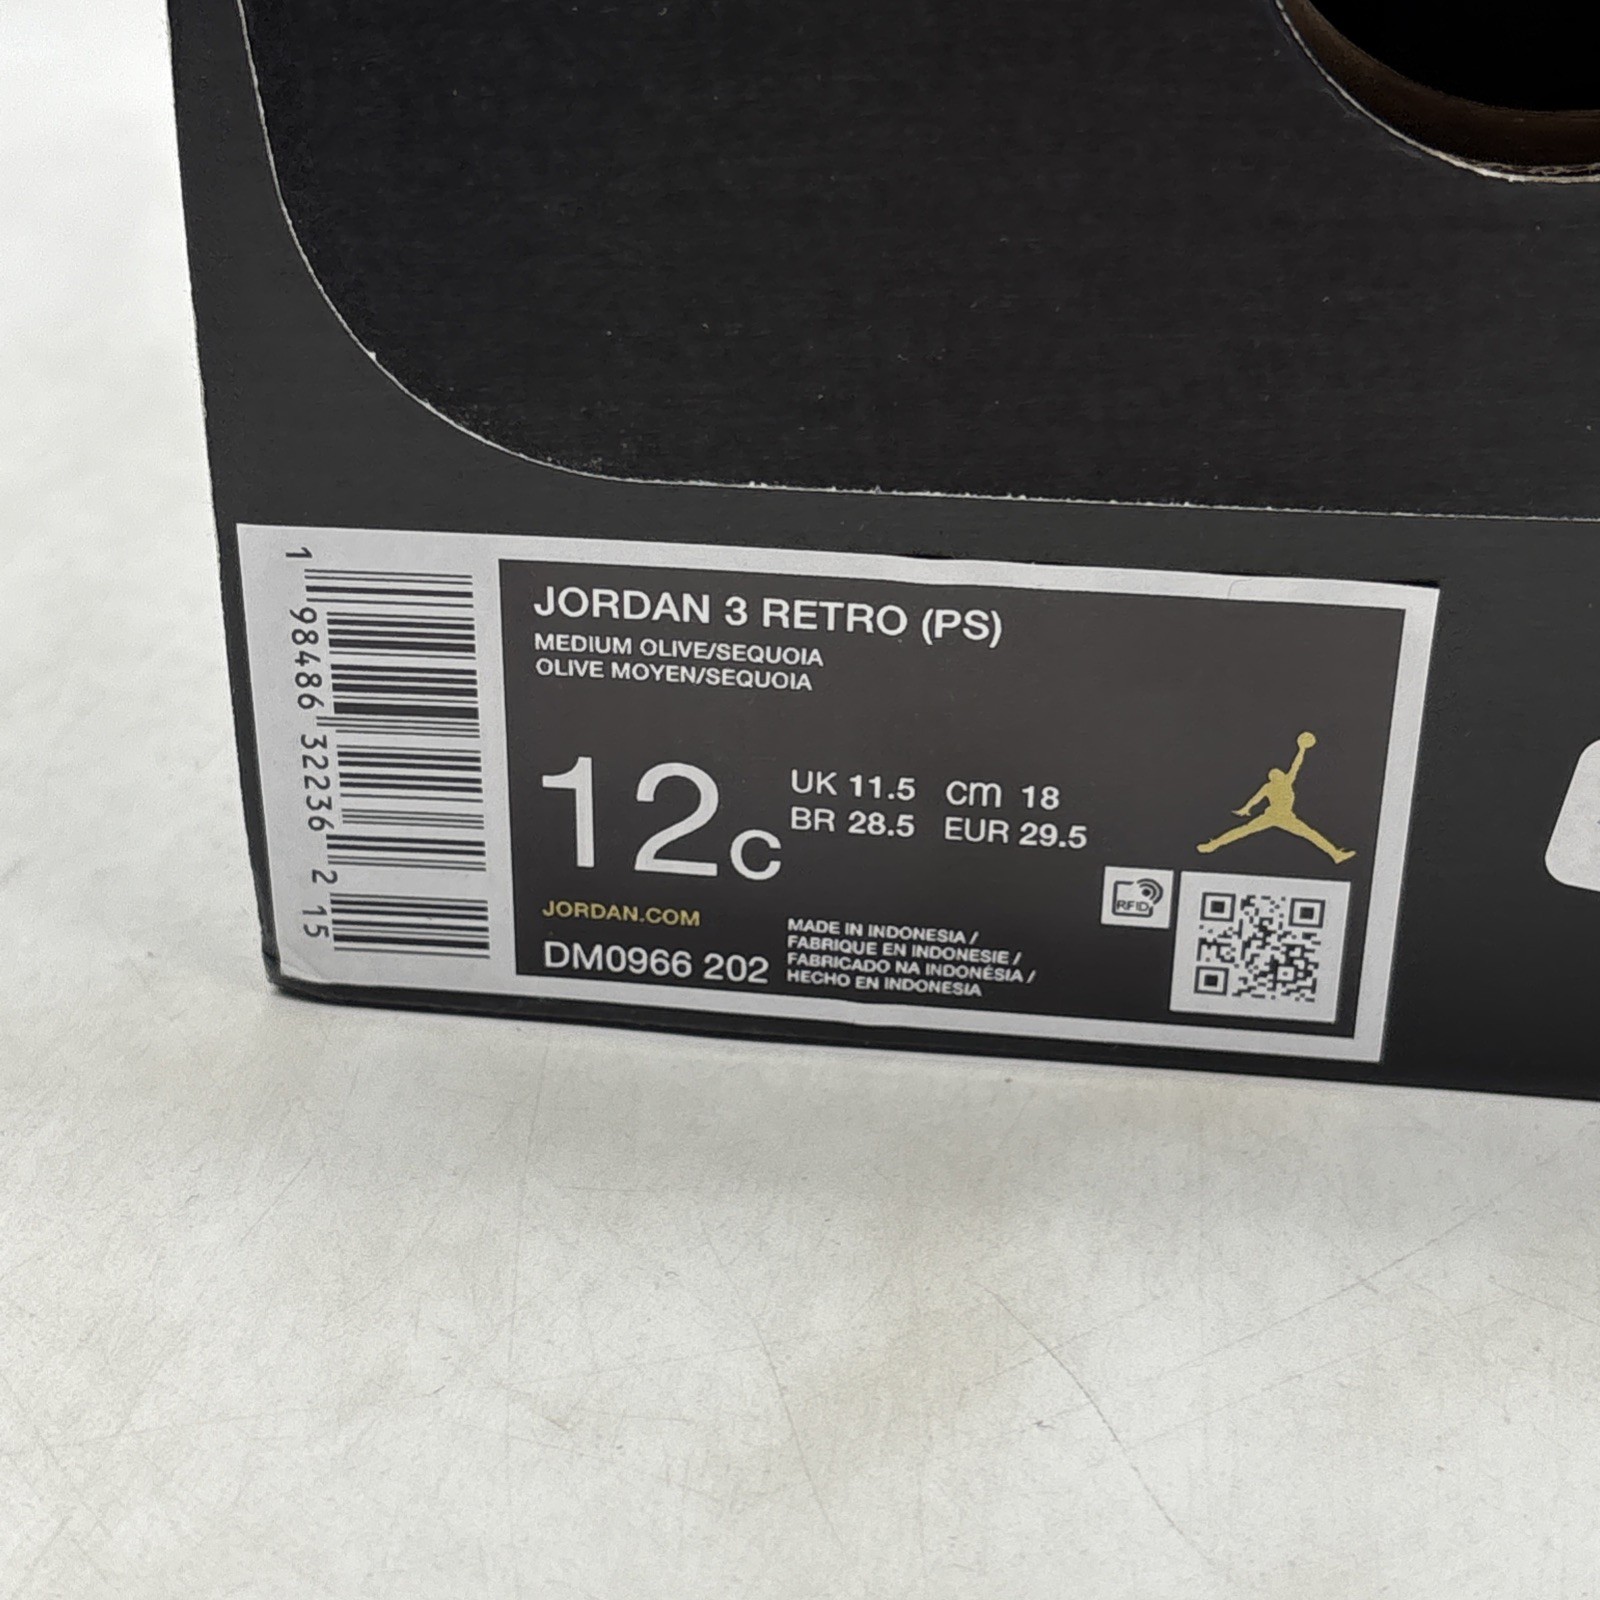 1 98486 32236 2 15
JORDAN 3 RETRO (PS)
MEDIUM OLIVE/SEQUOIA
OLIVE MOYEN/SEQUOIA
12c
UK 11.5 cm 18
BR 28.5 EUR 29.5
JORDAN.COM
DM0966 202
MADE IN INDONESIA /
FABRIQUE EN INDONESIE /
FABRICADO NA INDONÉSIA /
HECHO EN INDONESIA
RFID